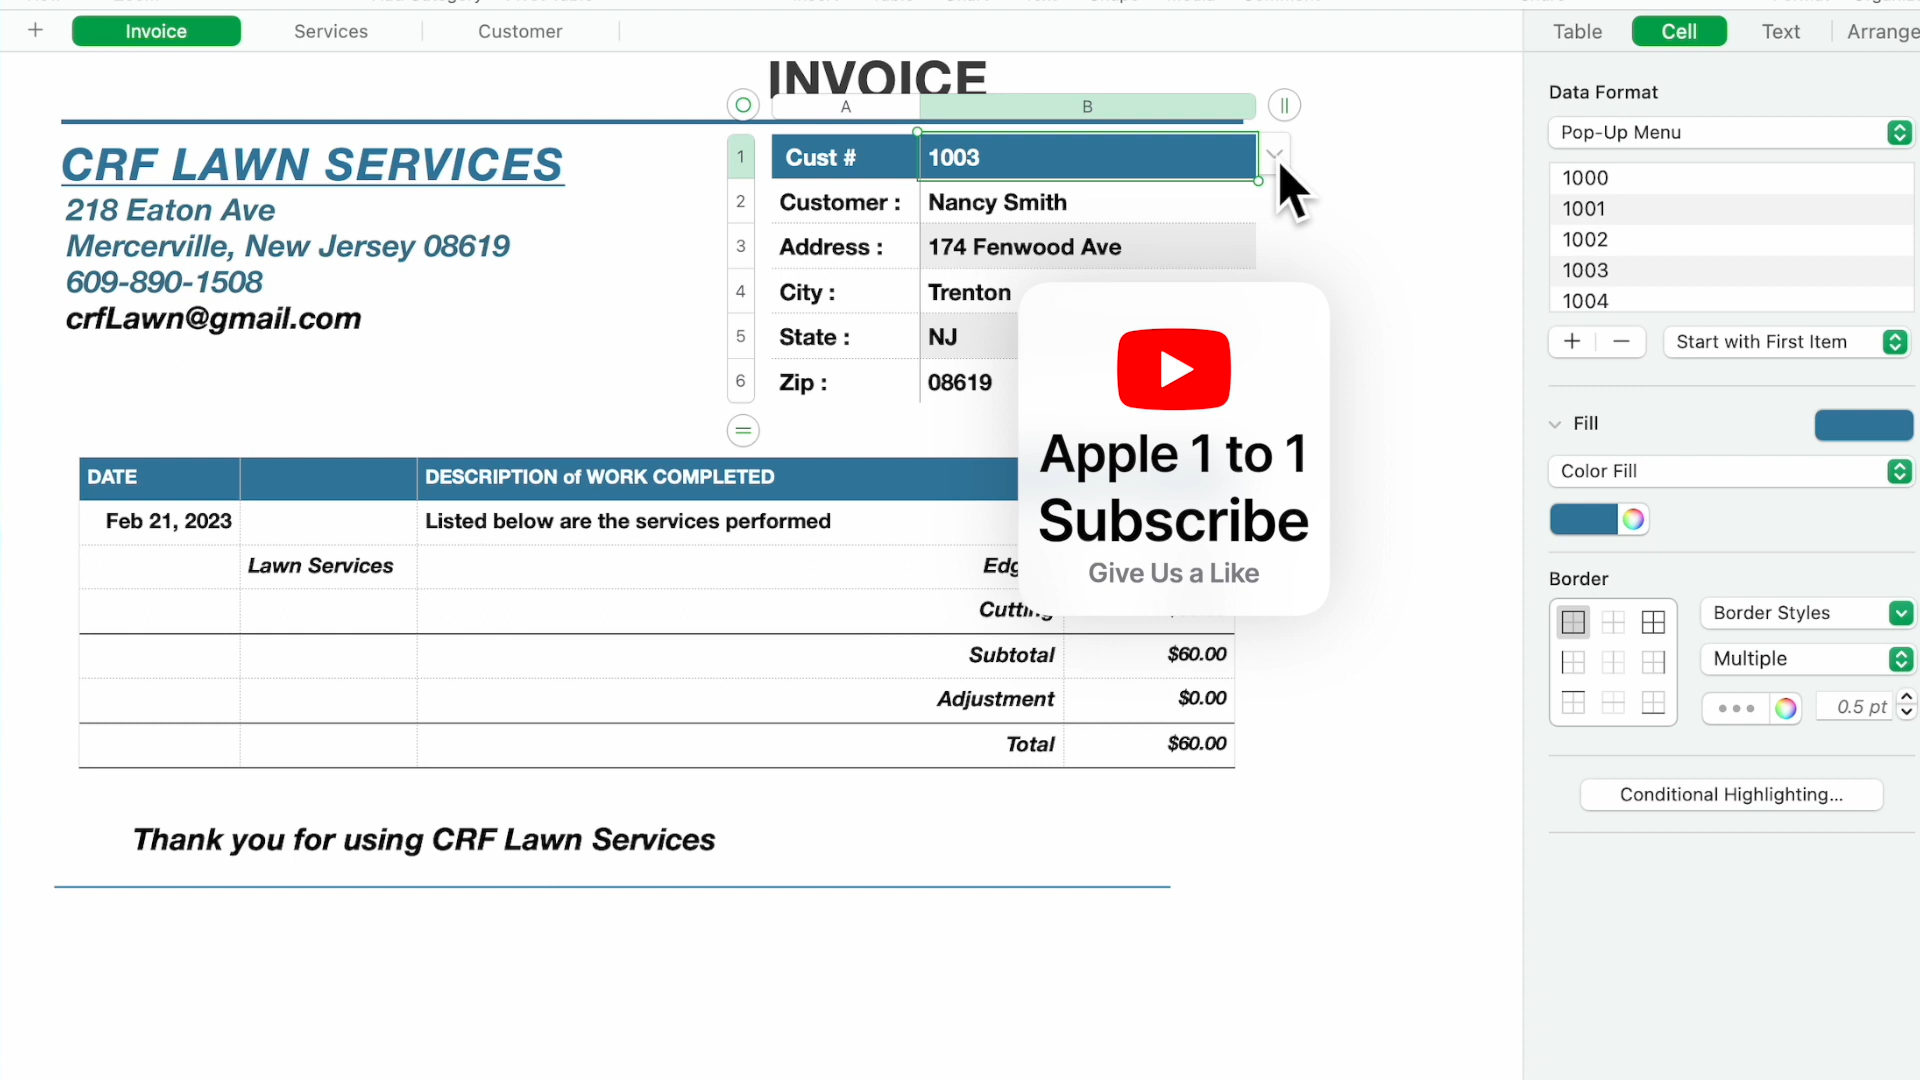 Invoice
Services
Customer
Table
Cell
Text
Arrange
INVOICE
A
B
CRF LAWN SERVICES
218 Eaton Ave
Mercerville, New Jersey 08619
609-890-1508
crfLawn@gmail.com
1 Cust # 1003
2 Customer : Nancy Smith
3 Address : 174 Fenwood Ave
4 City : Trenton
5 State : NJ
6 Zip : 08619
DATE DESCRIPTION of WORK COMPLETED
Feb 21, 2023 Listed below are the services performed
Lawn Services
Cutting
Subtotal $60.00
Adjustment $0.00
Total $60.00
Thank you for using CRF Lawn Services
Apple 1 to 1
Subscribe
Give Us a Like
Data Format
Pop-Up Menu
1000
1001
1002
1003
1004
+ − Start with First Item
Fill
Color Fill
Border
Border Styles
Multiple
0.5 pt
Conditional Highlighting...